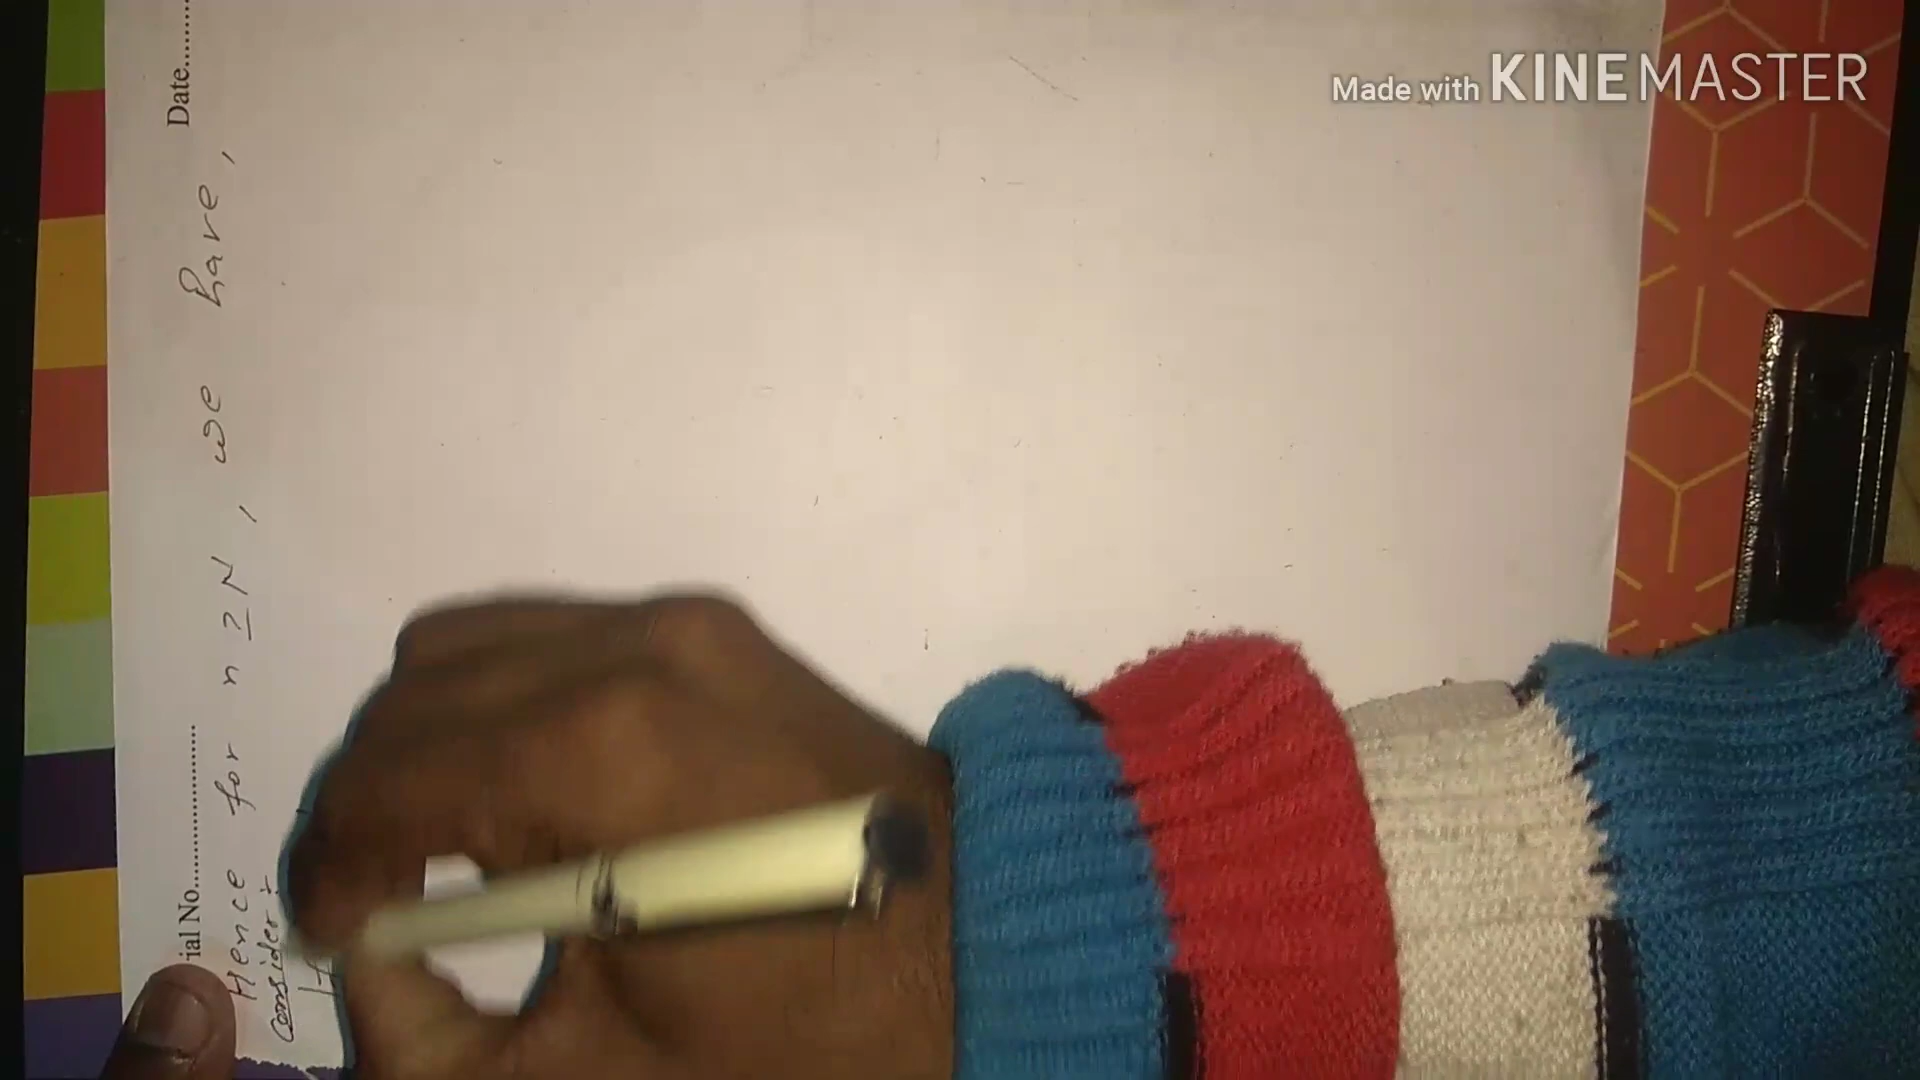 Made with KINEMASTER
ial No............................ Date.......
Hence for n ≥ N, we have,
Consider :-